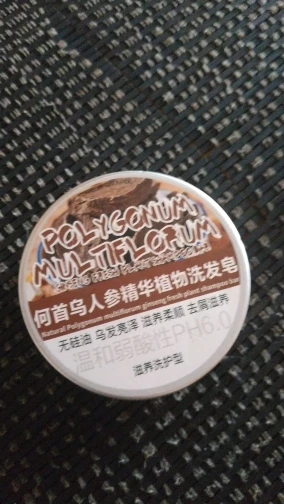 POLYGONUM
MULTIFLORUM
何首乌人参精华植物洗发皂
Natural Polygonum multiflorum ginseng fresh plant shampoo bar
无硅油 乌发亮泽 滋养柔顺 去屑滋养
温和弱酸性PH6.0
滋养洗护型